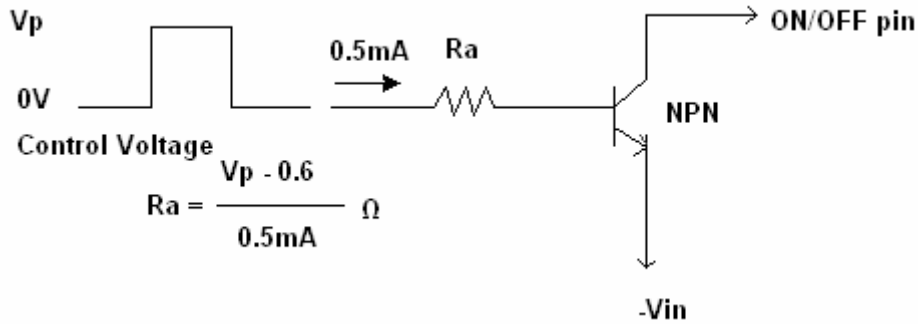 Vp
ON/OFF pin
0.5mA
Ra
0V
NPN
Control Voltage
Vp - 0.6
Ra =
Ω
0.5mA
-Vin